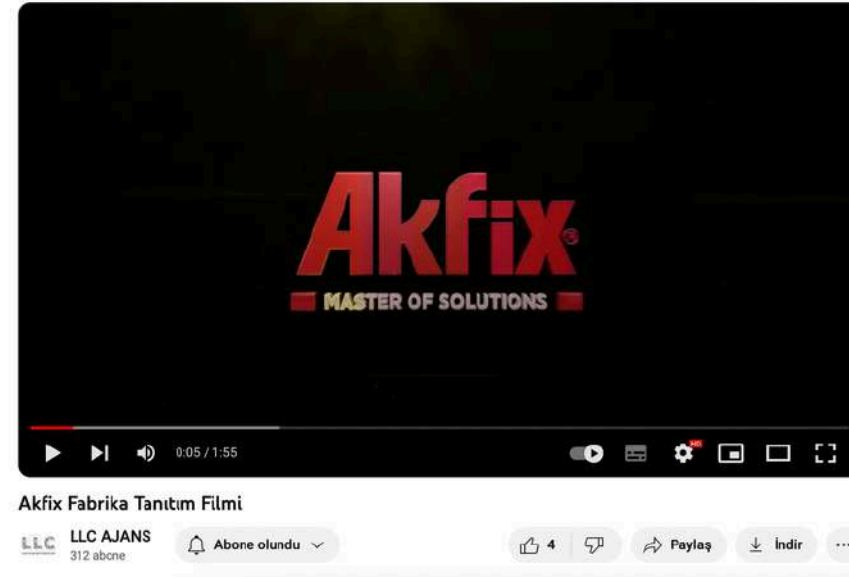 Akfix®
MASTER OF SOLUTIONS
0:05 / 1:55
HD
Akfix Fabrika Tanıtım Filmi
LLC
LLC AJANS
312 abone
Abone olundu
4
Paylaş
İndir